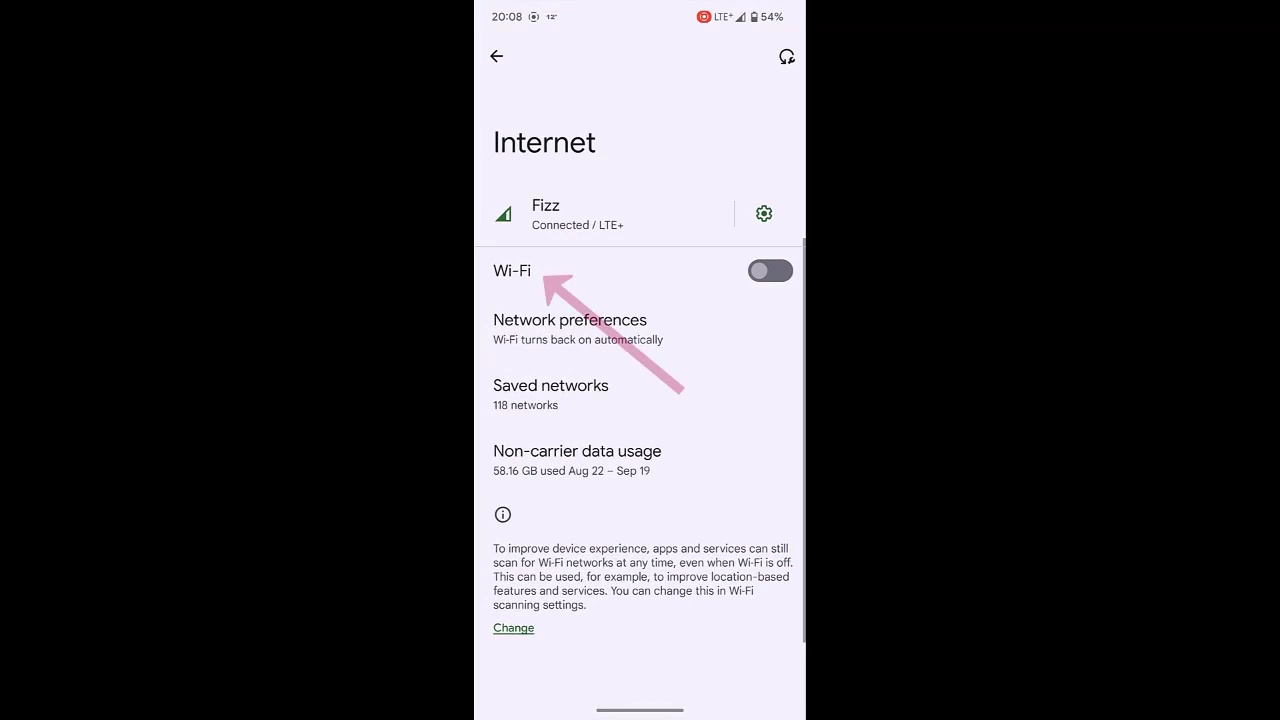 20:08 12° LTE+ 54%
Internet
Fizz
Connected / LTE+
Wi-Fi
Network preferences
Wi-Fi turns back on automatically
Saved networks
118 networks
Non-carrier data usage
58.16 GB used Aug 22 – Sep 19
To improve device experience, apps and services can still
scan for Wi-Fi networks at any time, even when Wi-Fi is off.
This can be used, for example, to improve location-based
features and services. You can change this in Wi-Fi
scanning settings.
Change